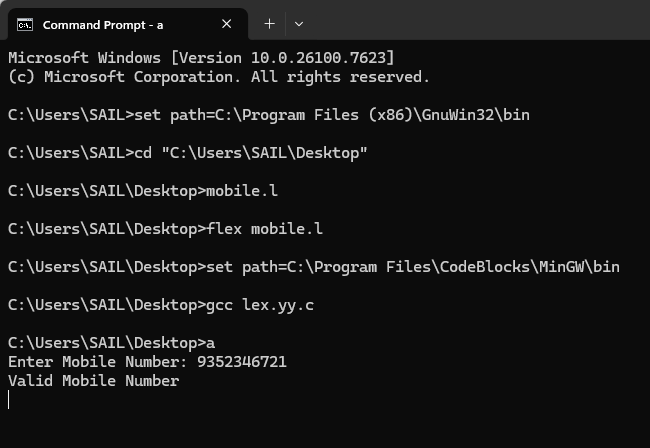 Command Prompt - a
Microsoft Windows [Version 10.0.26100.7623]
(c) Microsoft Corporation. All rights reserved.
C:\Users\SAIL>set path=C:\Program Files (x86)\GnuWin32\bin
C:\Users\SAIL>cd "C:\Users\SAIL\Desktop"
C:\Users\SAIL\Desktop>mobile.l
C:\Users\SAIL\Desktop>flex mobile.l
C:\Users\SAIL\Desktop>set path=C:\Program Files\CodeBlocks\MinGW\bin
C:\Users\SAIL\Desktop>gcc lex.yy.c
C:\Users\SAIL\Desktop>a
Enter Mobile Number: 9352346721
Valid Mobile Number